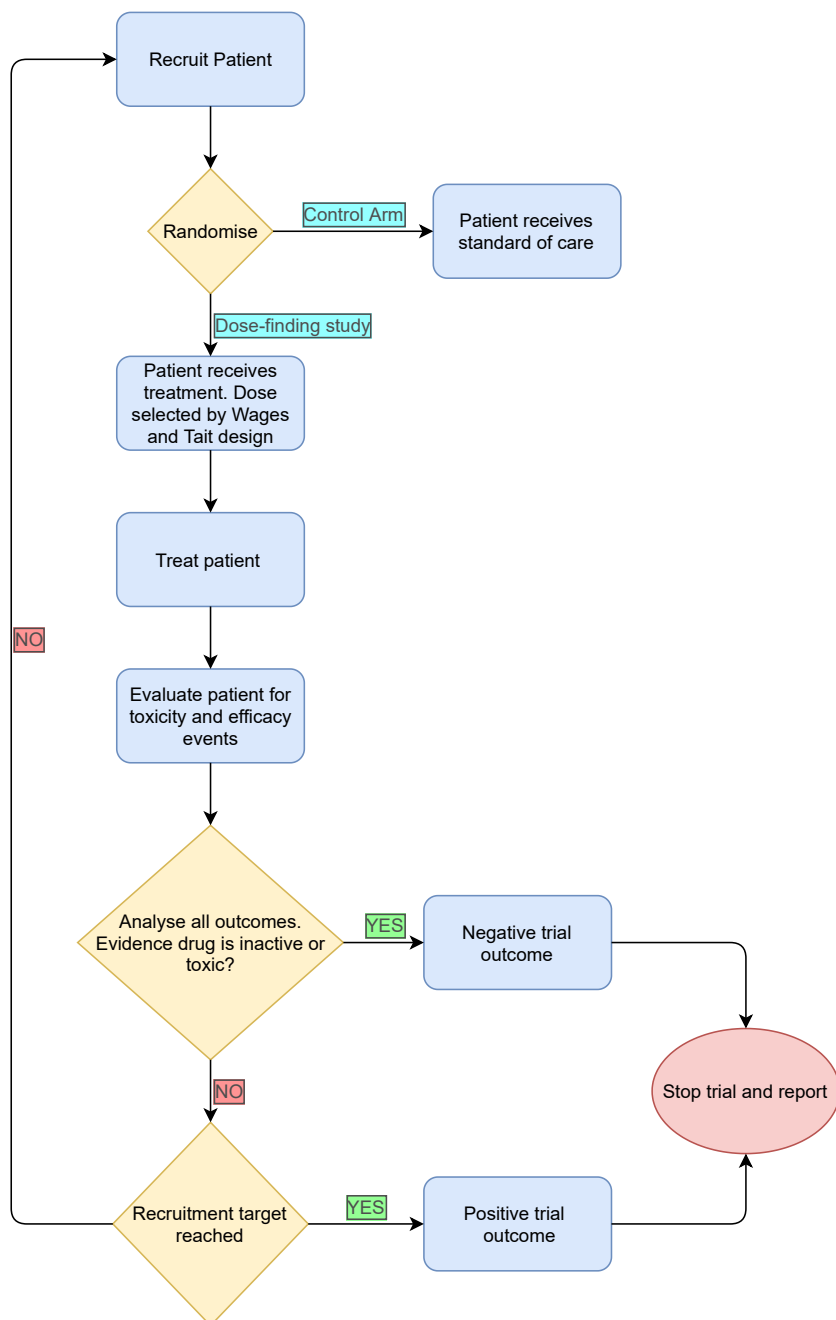 Recruit Patient
Randomise
Control Arm
Patient receives
standard of care
Dose-finding study
Patient receives
treatment. Dose
selected by Wages
and Tait design
Treat patient
NO
Evaluate patient for
toxicity and efficacy
events
Analyse all outcomes.
Evidence drug is inactive or
toxic?
YES
Negative trial
outcome
Stop trial and report
NO
Recruitment target
reached
YES
Positive trial
outcome